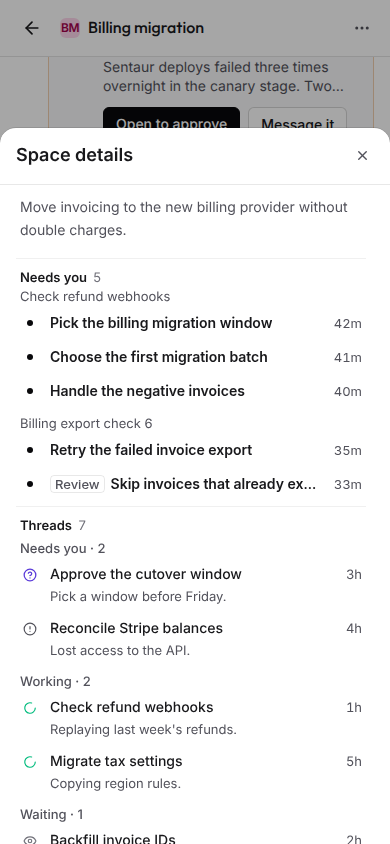 BM Billing migration
Sentaur deploys failed three times
overnight in the canary stage. Two...
Open to approve
Message it
Space details
Move invoicing to the new billing provider without
double charges.
Needs you 5
Check refund webhooks
Pick the billing migration window 42m
Choose the first migration batch 41m
Handle the negative invoices 40m
Billing export check 6
Retry the failed invoice export 35m
Review Skip invoices that already ex... 33m
Threads 7
Needs you · 2
Approve the cutover window 3h
Pick a window before Friday.
Reconcile Stripe balances 4h
Lost access to the API.
Working · 2
Check refund webhooks 1h
Replaying last week's refunds.
Migrate tax settings 5h
Copying region rules.
Waiting · 1
Backfill invoice IDs 2h